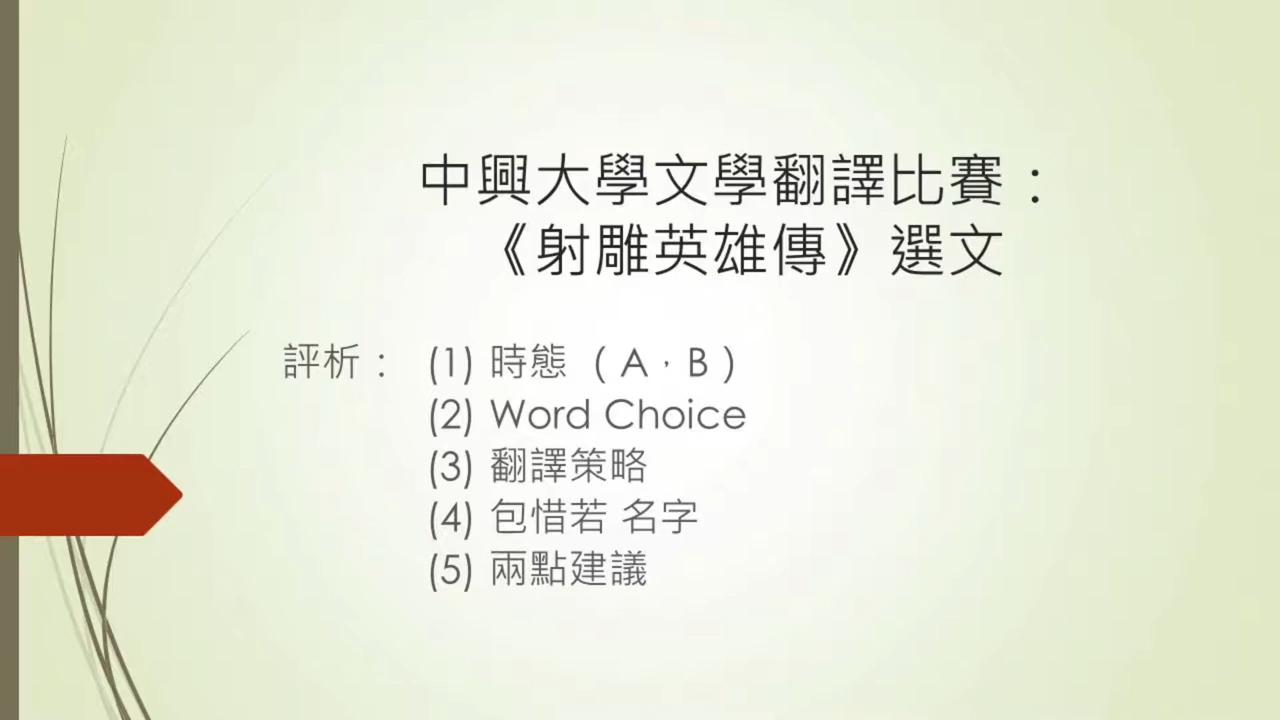 中興大學文學翻譯比賽：
《射雕英雄傳》選文
評析： (1) 時態 （A，B）
(2) Word Choice
(3) 翻譯策略
(4) 包惜若 名字
(5) 兩點建議